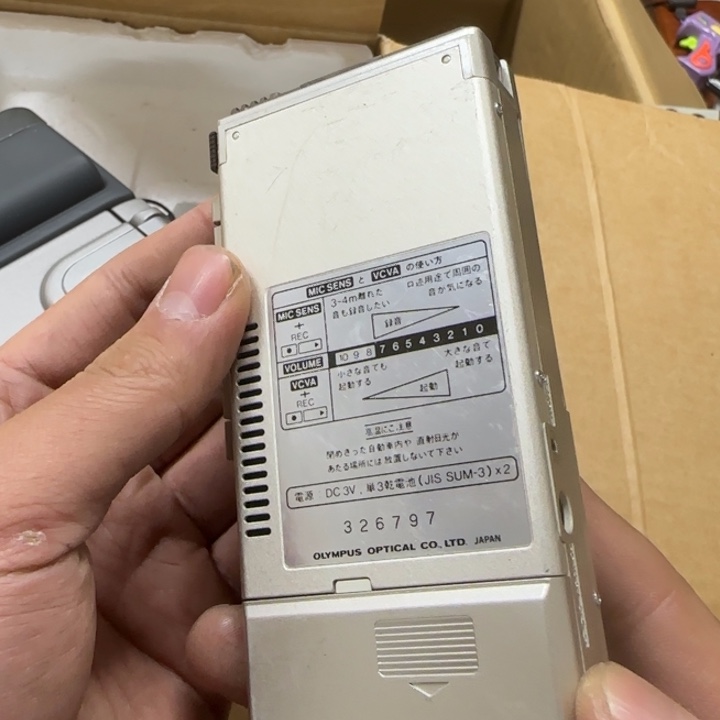 MIC SENS と VCVA の使い方
MIC SENS
+
REC
3~4m離れた
音も録音したい
口述用途で周囲の
音が気になる
録音
VOLUME
10 9 8 7 6 5 4 3 2 1 0
VCVA
+
REC
小さな音でも
起動する
大きな音で
起動する
起動
高温にご注意
閉めきった自動車内や 直射日光が
あたる場所には放置しないで下さい
電源 DC 3V, 単3乾電池(JIS SUM-3)×2
326797
OLYMPUS OPTICAL CO., LTD. JAPAN